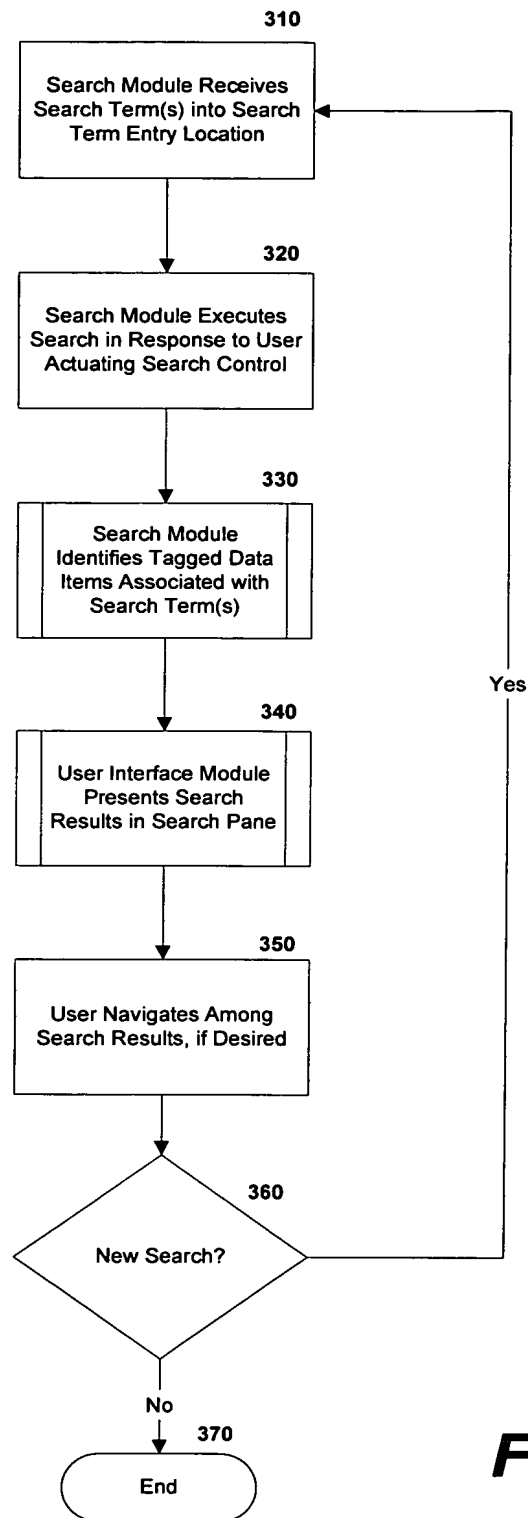 310
Search Module Receives
Search Term(s) into Search
Term Entry Location
320
Search Module Executes
Search in Response to User
Actuating Search Control
330
Search Module
Identifies Tagged Data
Items Associated with
Search Term(s)
340
User Interface Module
Presents Search
Results in Search Pane
Yes
350
User Navigates Among
Search Results, if Desired
360
New Search?
No
370
End
F